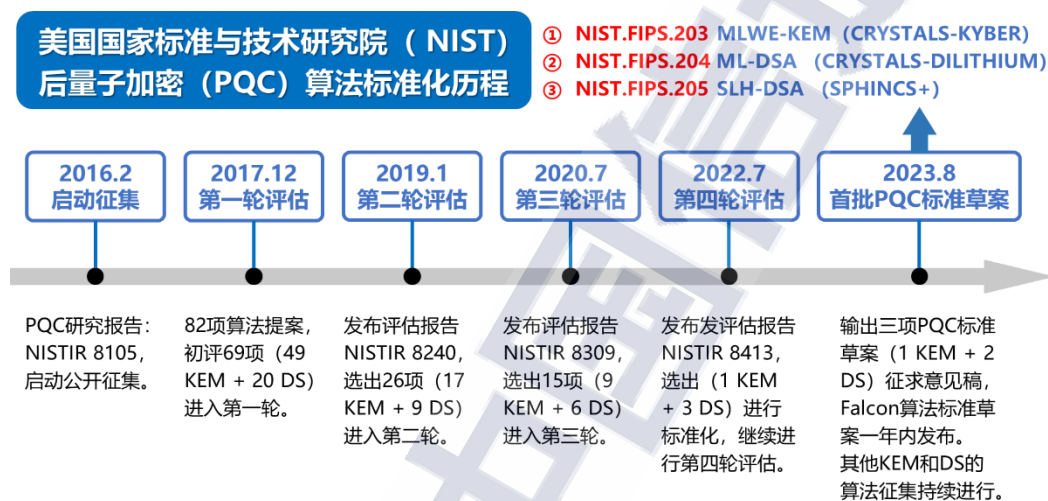 美国国家标准与技术研究院（NIST）
后量子加密（PQC）算法标准化历程
① NIST.FIPS.203 MLWE-KEM（CRYSTALS-KYBER）
② NIST.FIPS.204 ML-DSA （CRYSTALS-DILITHIUM）
③ NIST.FIPS.205 SLH-DSA （SPHINCS+）
2016.2
启动征集
2017.12
第一轮评估
2019.1
第二轮评估
2020.7
第三轮评估
2022.7
第四轮评估
2023.8
首批PQC标准草案
PQC研究报告：
NISTIR 8105，
启动公开征集。
82项算法提案，
初评69项（49
KEM + 20 DS）
进入第一轮。
发布评估报告
NISTIR 8240，
选出26项（17
KEM + 9 DS）
进入第二轮。
发布评估报告
NISTIR 8309，
选出15项（9
KEM + 6 DS）
进入第三轮。
发布发评估报告
NISTIR 8413，
选出（1 KEM
+ 3 DS）进行
标准化，继续进
行第四轮评估。
输出三项PQC标准
草案（1 KEM + 2
DS）征求意见稿，
Falcon算法标准草
案一年内发布。
其他KEM和DS的
算法征集持续进行。
中国信